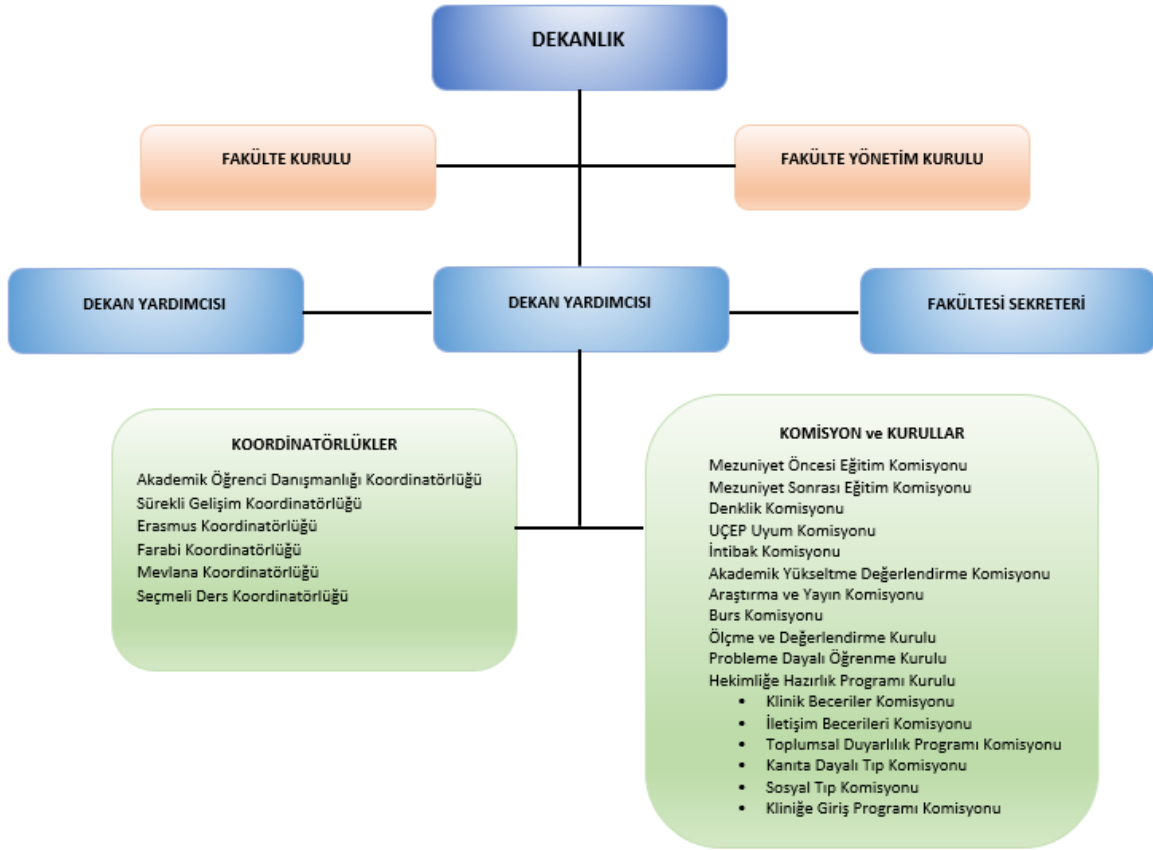 DEKANLIK
FAKÜLTE KURULU
FAKÜLTE YÖNETİM KURULU
DEKAN YARDIMCISI
DEKAN YARDIMCISI
FAKÜLTESİ SEKRETERİ
KOORDİNATÖRLÜKLER
Akademik Öğrenci Danışmanlığı Koordinatörlüğü
Sürekli Gelişim Koordinatörlüğü
Erasmus Koordinatörlüğü
Farabi Koordinatörlüğü
Mevlana Koordinatörlüğü
Seçmeli Ders Koordinatörlüğü
KOMİSYON ve KURULLAR
Mezuniyet Öncesi Eğitim Komisyonu
Mezuniyet Sonrası Eğitim Komisyonu
Denklik Komisyonu
UÇEP Uyum Komisyonu
İntibak Komisyonu
Akademik Yükseltme Değerlendirme Komisyonu
Araştırma ve Yayın Komisyonu
Burs Komisyonu
Ölçme ve Değerlendirme Kurulu
Probleme Dayalı Öğrenme Kurulu
Hekimliğe Hazırlık Programı Kurulu
• Klinik Beceriler Komisyonu
• İletişim Becerileri Komisyonu
• Toplumsal Duyarlılık Programı Komisyonu
• Kanıta Dayalı Tıp Komisyonu
• Sosyal Tıp Komisyonu
• Kliniğe Giriş Programı Komisyonu